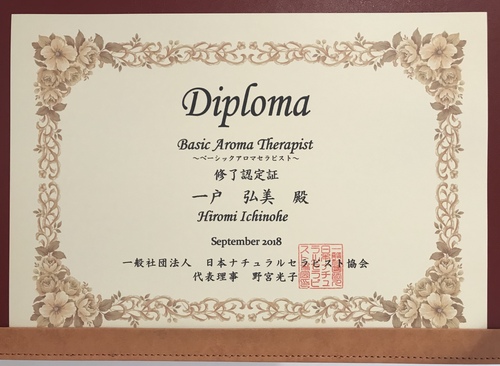 Diploma
Basic Aroma Therapist
～ベーシックアロマセラピスト～
修了認定証
一戸 弘美 殿
Hiromi Ichinohe
September 2018
一般社団法人 日本ナチュラルセラピスト協会
代表理事 野宮光子